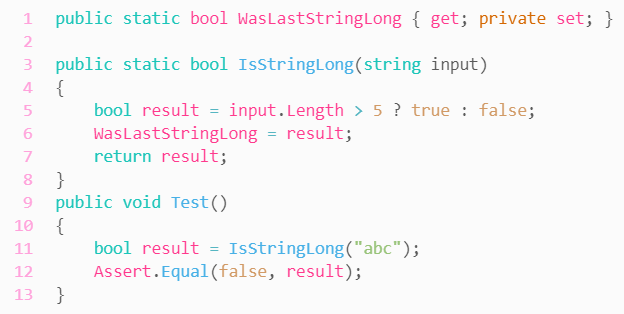 1 public static bool WasLastStringLong { get; private set; }
2
3 public static bool IsStringLong(string input)
4 {
5     bool result = input.Length > 5 ? true : false;
6     WasLastStringLong = result;
7     return result;
8 }
9 public void Test()
10 {
11     bool result = IsStringLong("abc");
12     Assert.Equal(false, result);
13 }